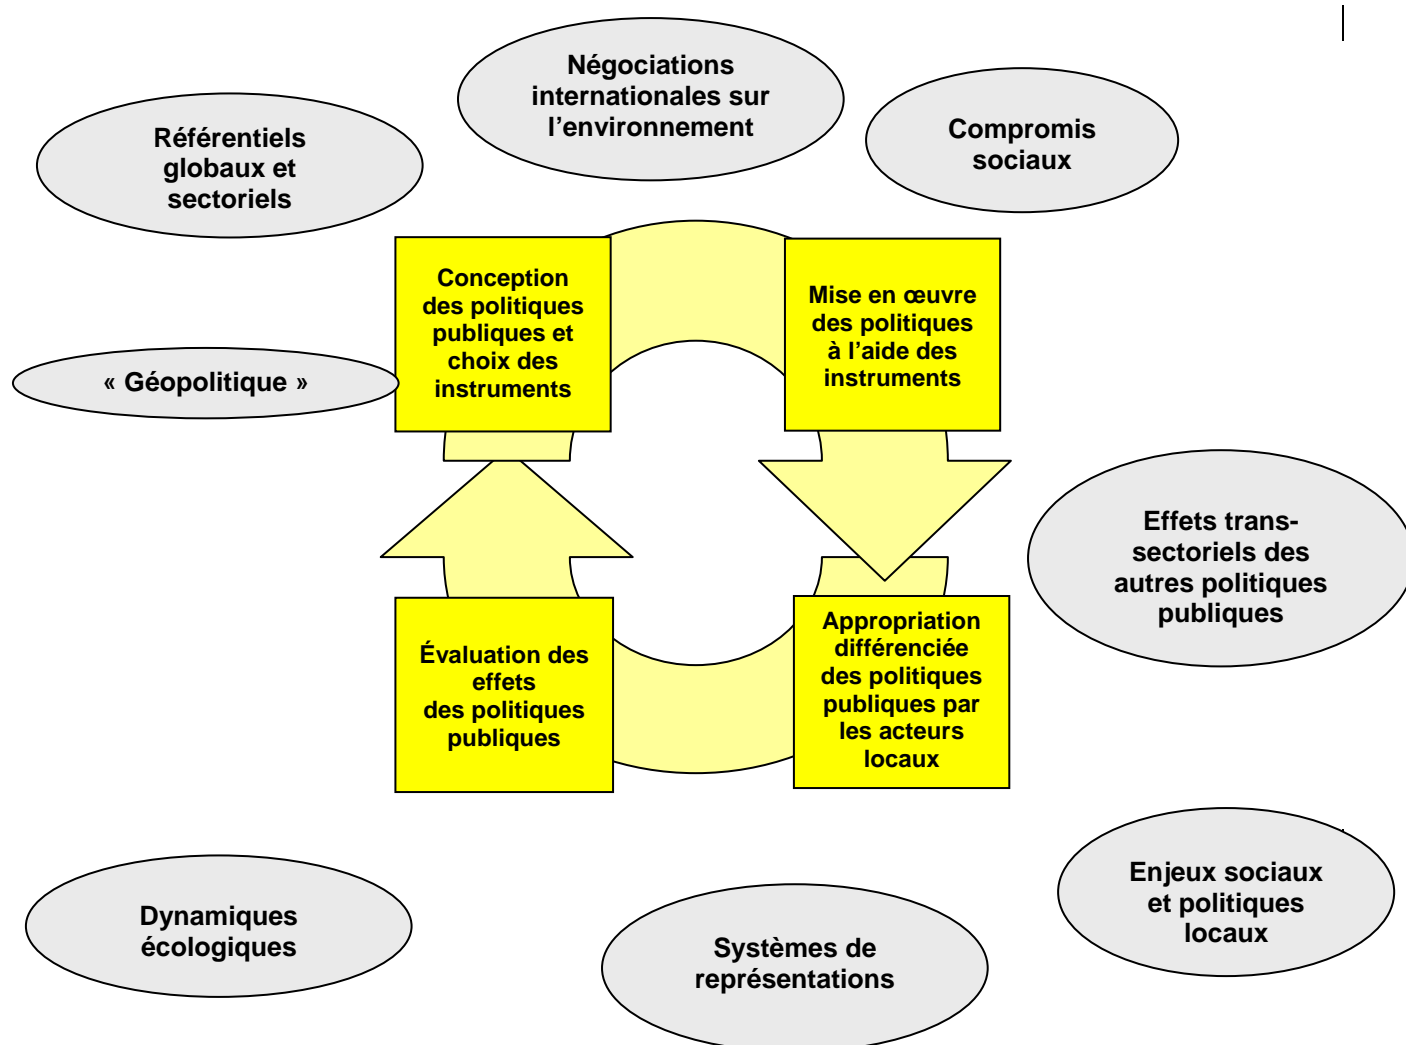 Négociations
internationales sur
l’environnement
Référentiels
globaux et
sectoriels
Compromis
sociaux
Conception
des politiques
publiques et
choix des
instruments
Mise en œuvre
des politiques
à l’aide des
instruments
« Géopolitique »
Effets trans-
sectoriels des
autres politiques
publiques
Évaluation des
effets
des politiques
publiques
Appropriation
différenciée
des politiques
publiques par
les acteurs
locaux
Enjeux sociaux
et politiques
locaux
Dynamiques
écologiques
Systèmes de
représentations